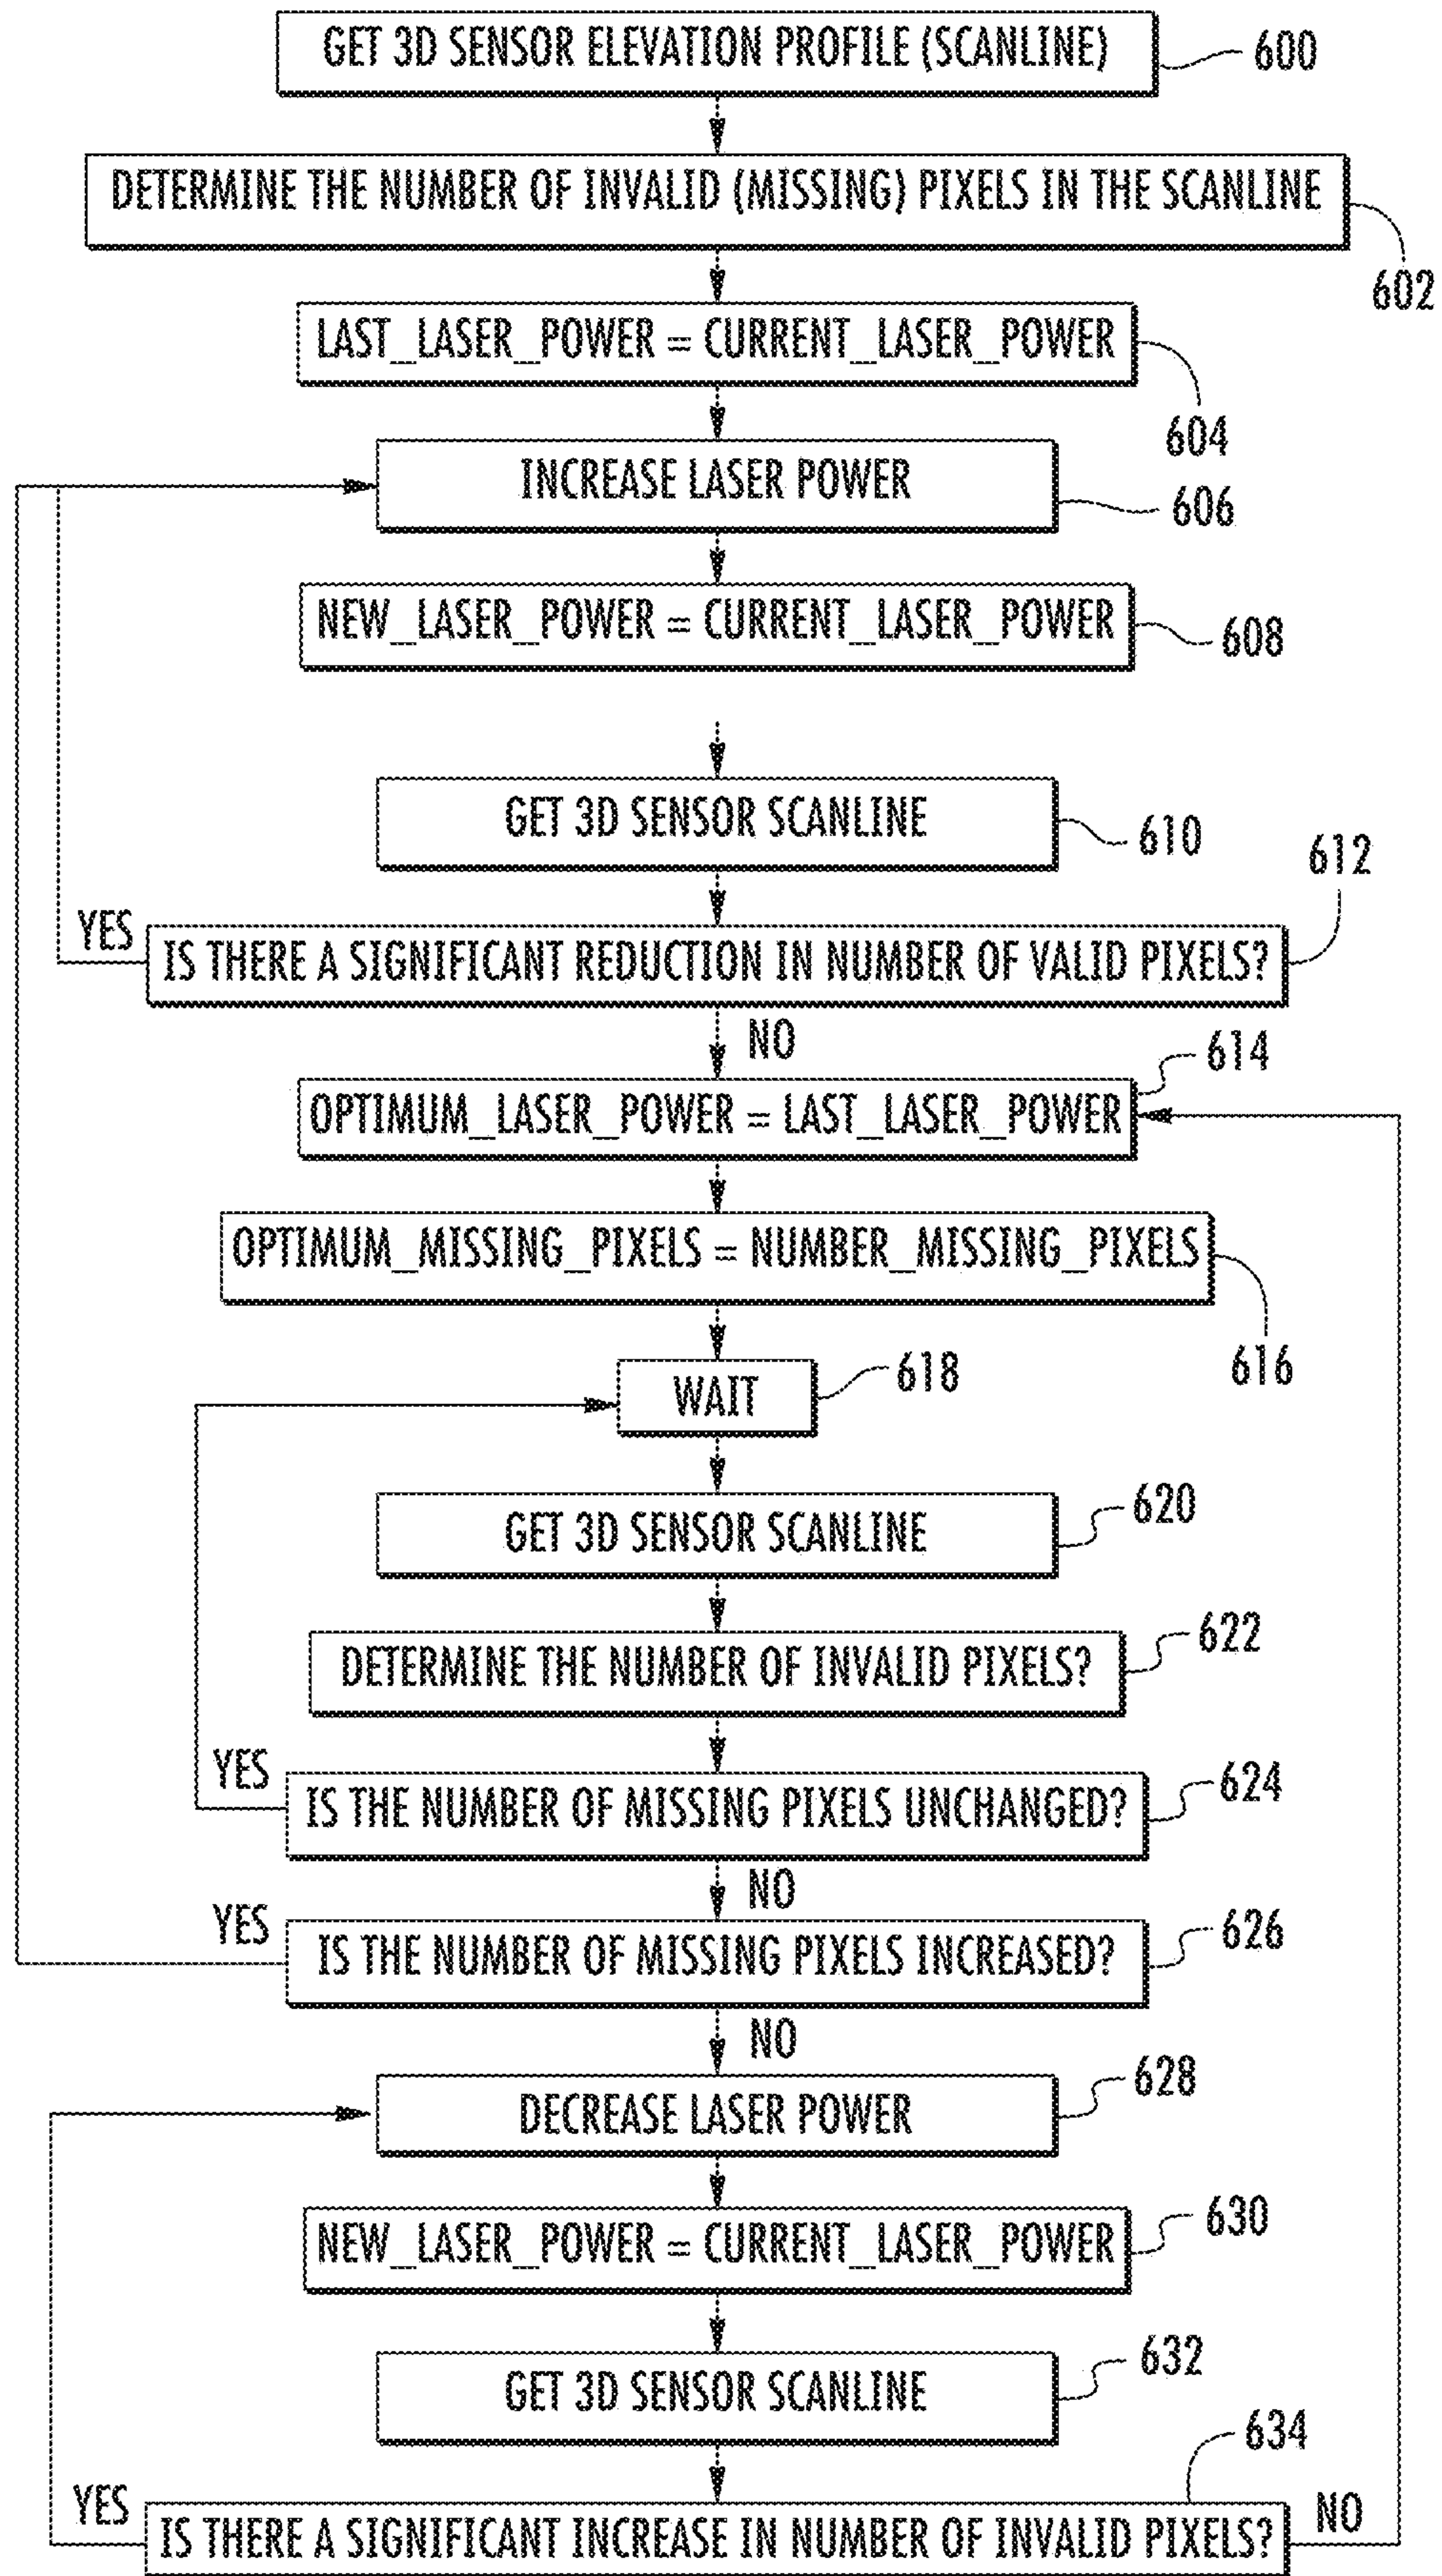 GET 3D SENSOR ELEVATION PROFILE (SCANLINE)
600
DETERMINE THE NUMBER OF INVALID (MISSING) PIXELS IN THE SCANLINE
602
LAST_LASER_POWER = CURRENT_LASER_POWER
604
INCREASE LASER POWER
606
NEW_LASER_POWER = CURRENT_LASER_POWER
608
GET 3D SENSOR SCANLINE
610
612
YES
IS THERE A SIGNIFICANT REDUCTION IN NUMBER OF VALID PIXELS?
NO
614
OPTIMUM_LASER_POWER = LAST_LASER_POWER
OPTIMUM_MISSING_PIXELS = NUMBER_MISSING_PIXELS
616
WAIT
618
GET 3D SENSOR SCANLINE
620
DETERMINE THE NUMBER OF INVALID PIXELS?
622
YES
IS THE NUMBER OF MISSING PIXELS UNCHANGED?
624
NO
YES
IS THE NUMBER OF MISSING PIXELS INCREASED?
626
NO
DECREASE LASER POWER
628
NEW_LASER_POWER = CURRENT_LASER_POWER
630
GET 3D SENSOR SCANLINE
632
634
YES
IS THERE A SIGNIFICANT INCREASE IN NUMBER OF INVALID PIXELS?
NO